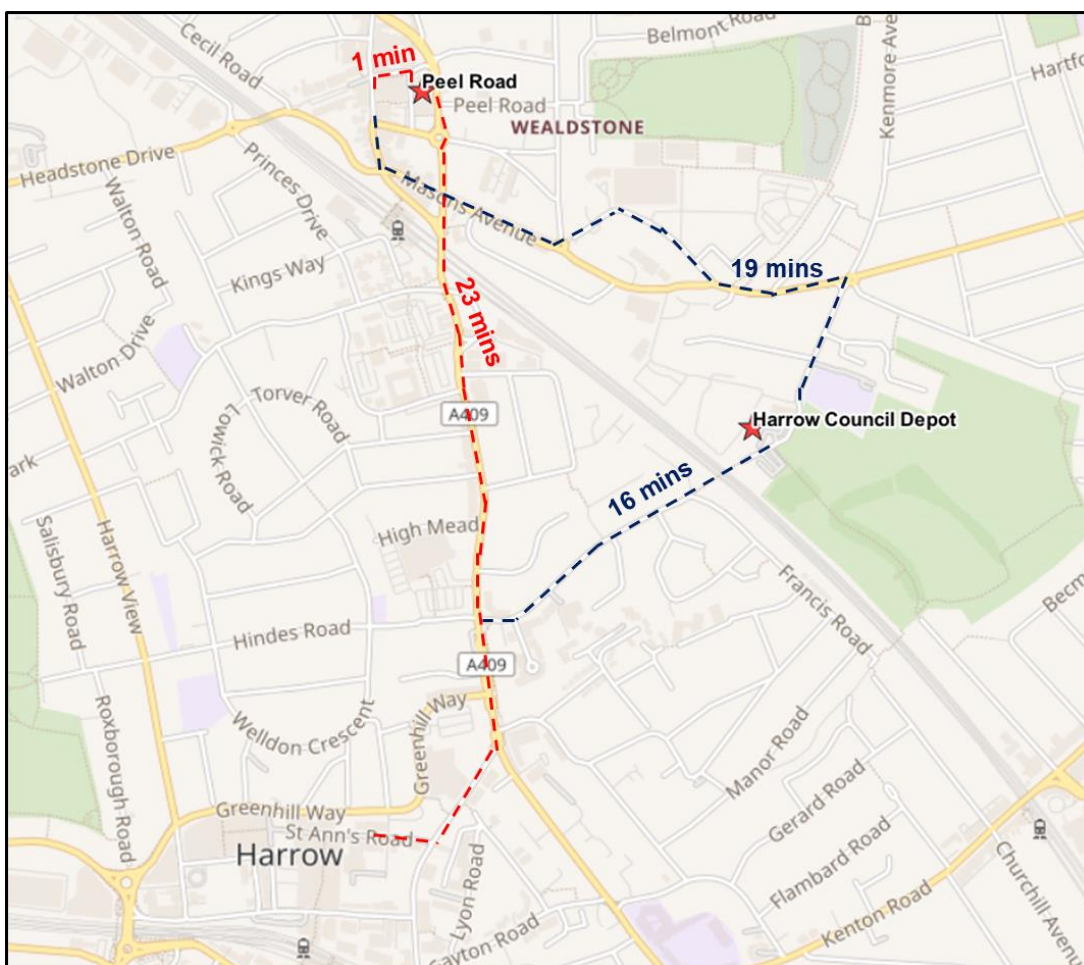 Belmont Road
Cecil Road
1 min
Peel Road
Peel Road
WEALDSTONE
Kenmore Ave
Hartfo
Headstone Drive
Princes Drive
Walton Road
Masons Avenue
Kings Way
19 mins
23 mins
Walton Drive
Torver Road
Lowick Road
A409
Harrow Council Depot
ark
16 mins
High Mead
Salisbury Road
Harrow View
Francis Road
Becm
Hindes Road
A409
Roxborough Road
Welldon Crescent
Greenhill Way
Manor Road
Gerard Road
Greenhill Way
St Ann's Road
Harrow
Lyon Road
Flambard Road
Churchill Avenue
Kenton Road
Gayton Road